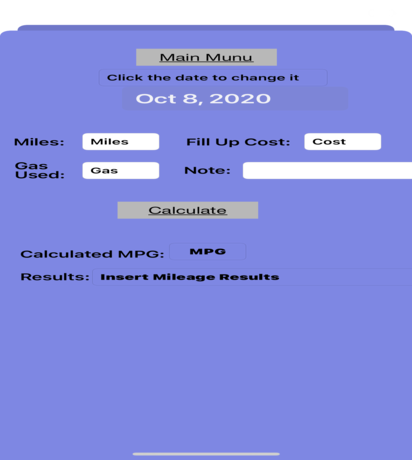 Main Munu
Click the date to change it
Oct 8, 2020
Miles: Miles Fill Up Cost: Cost
Gas
Used: Gas Note:
Calculate
Calculated MPG: MPG
Results: Insert Mileage Results